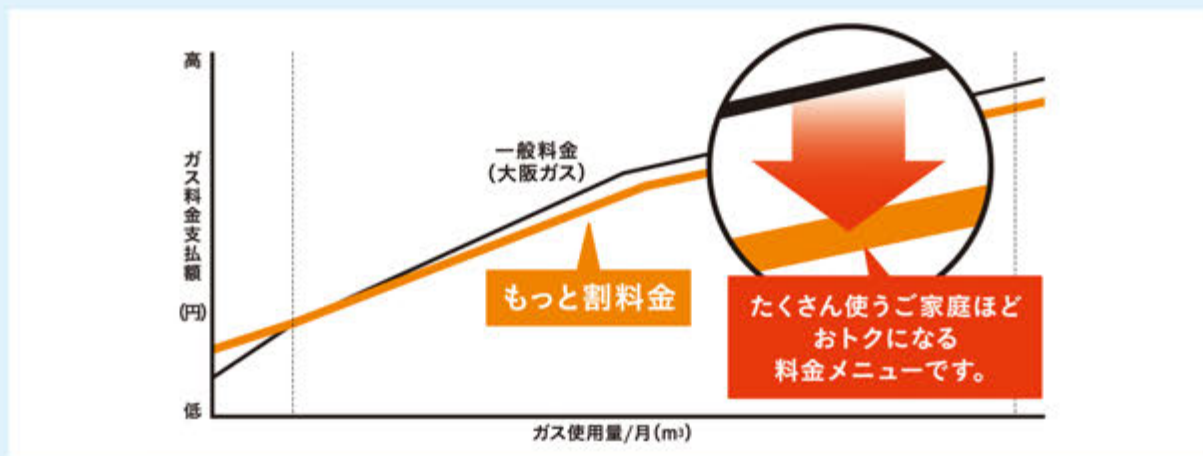 高
ガス料金支払額
(円)
低
一般料金
(大阪ガス)
もっと割料金
たくさん使うご家庭ほど
おトクになる
料金メニューです。
ガス使用量/月(m³)